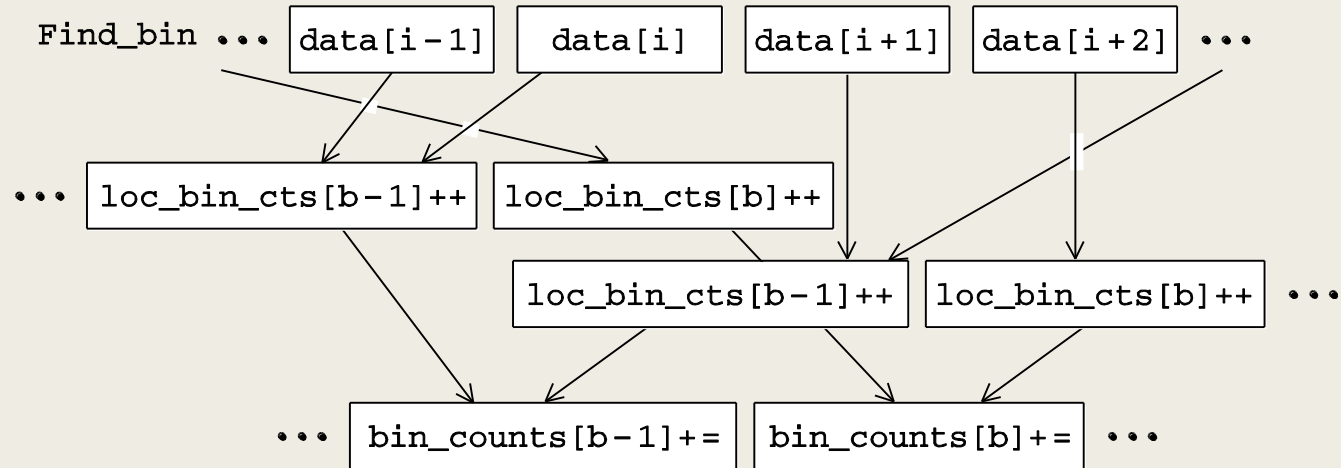 Find_bin ••• data[i-1] data[i] data[i+1] data[i+2] •••
••• loc_bin_cts[b-1]++ loc_bin_cts[b]++
loc_bin_cts[b-1]++ loc_bin_cts[b]++ •••
••• bin_counts[b-1]+= bin_counts[b]+= •••